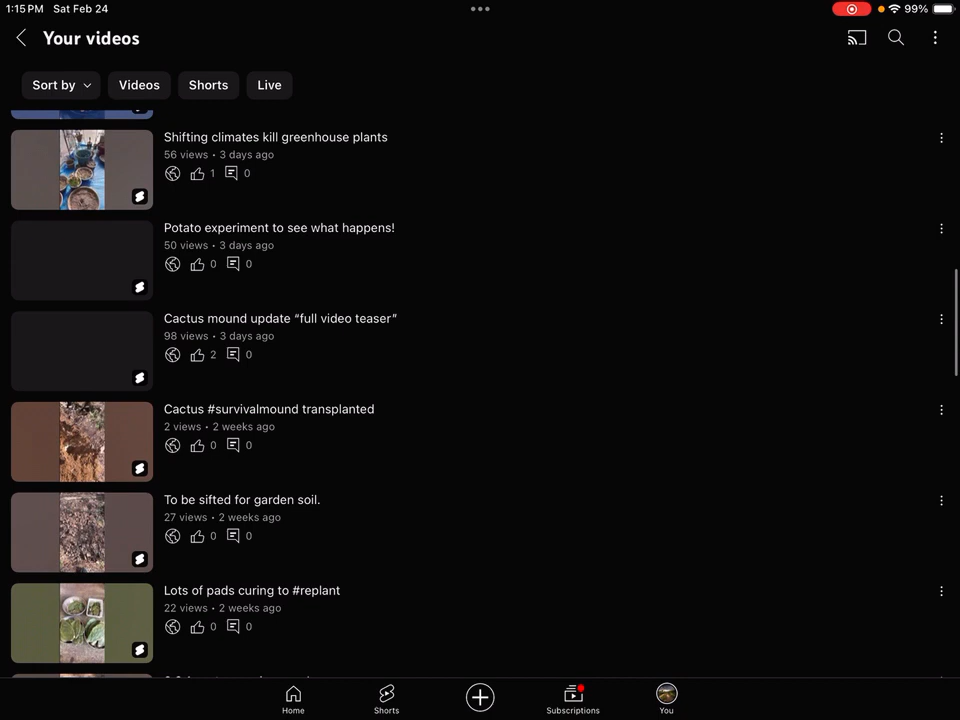 1:15 PM Sat Feb 24
99%
Your videos
Sort by
Videos
Shorts
Live
Shifting climates kill greenhouse plants
56 views • 3 days ago
1 0
Potato experiment to see what happens!
50 views • 3 days ago
0 0
Cactus mound update “full video teaser”
98 views • 3 days ago
2 0
Cactus #survivalmound transplanted
2 views • 2 weeks ago
0 0
To be sifted for garden soil.
27 views • 2 weeks ago
0 0
Lots of pads curing to #replant
22 views • 2 weeks ago
0 0
Home
Shorts
Subscriptions
You